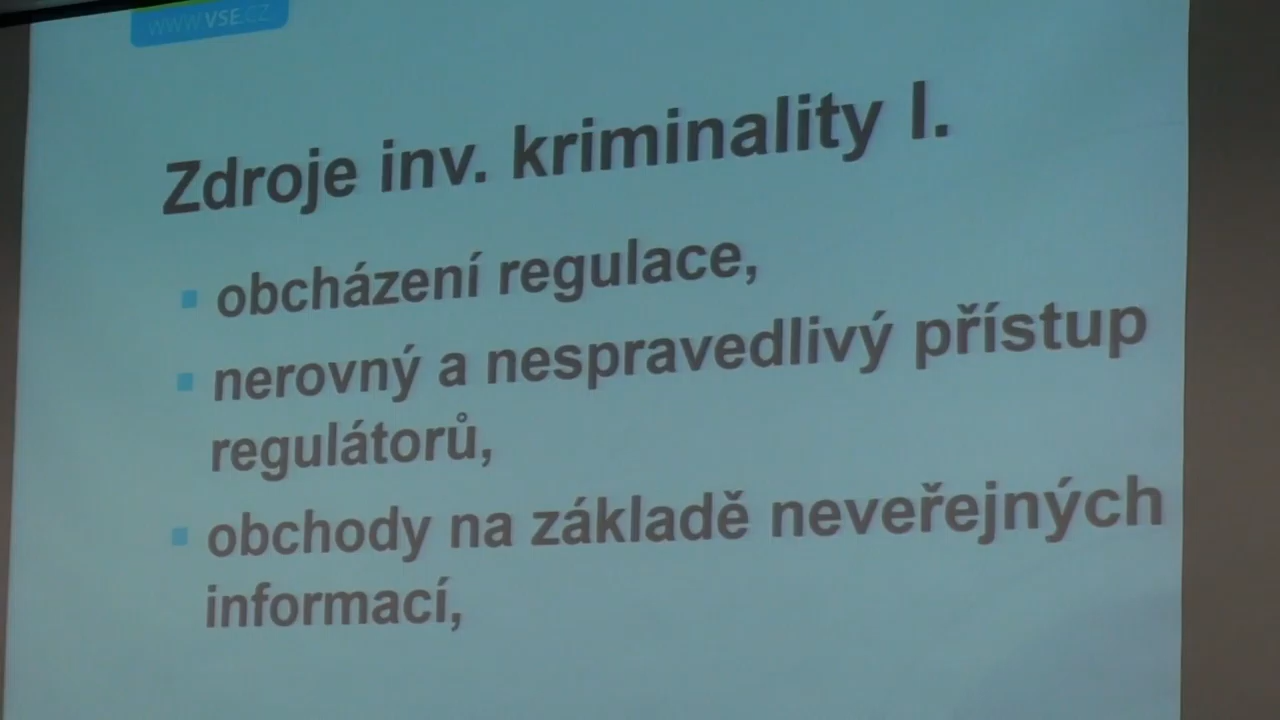 WWW.VSE.CZ
Zdroje inv. kriminality I.
obcházení regulace,
nerovný a nespravedlivý přístup
regulátorů,
obchody na základě neveřejných
informací,